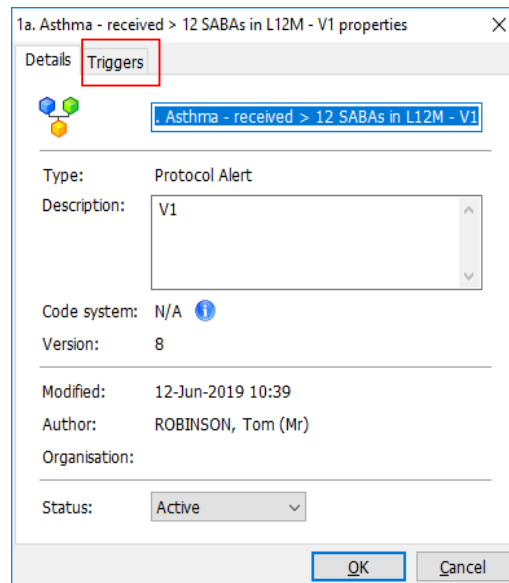 1a. Asthma - received > 12 SABAs in L12M - V1 properties
Details Triggers
. Asthma - received > 12 SABAs in L12M - V1
Type: Protocol Alert
Description: V1
Code system: N/A i
Version: 8
Modified: 12-Jun-2019 10:39
Author: ROBINSON, Tom (Mr)
Organisation:
Status: Active
OK Cancel